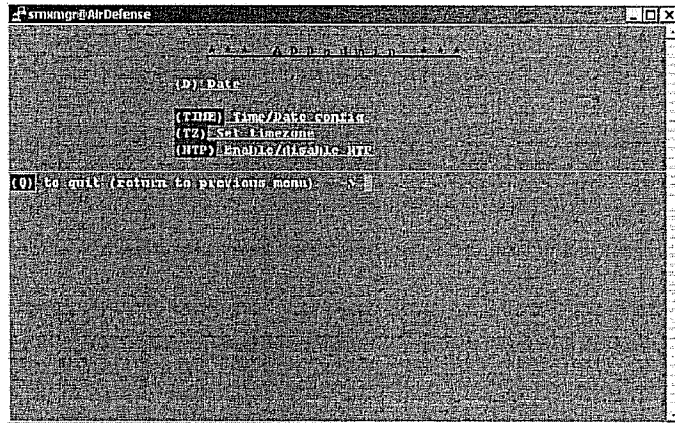 smxmgr@AirDefense
* * * A D D a d m i n * * *
(D) Date
(TIME) Time/Date config
(TZ) Set timezone
(NTP) Enable/disable NTP
(Q) to quit (return to previous menu) ->